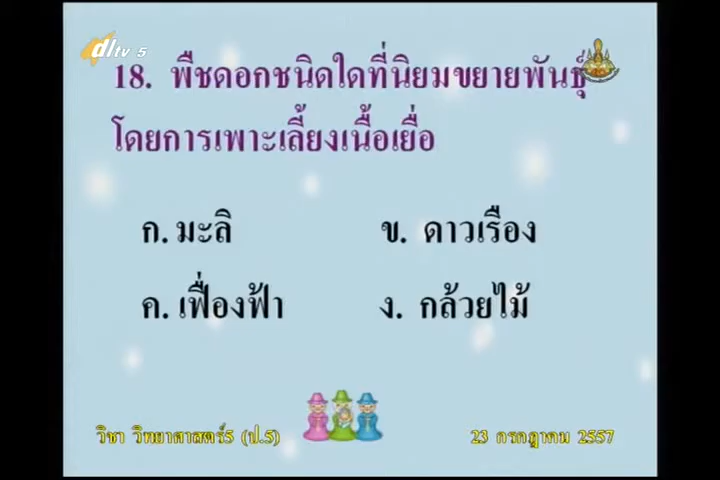 dltv 5
18. พืชดอกชนิดใดที่นิยมขยายพันธุ์
โดยการเพาะเลี้ยงเนื้อเยื่อ
ก. มะลิ ข. ดาวเรือง
ค. เฟื่องฟ้า ง. กล้วยไม้
วิชา วิทยาศาสตร์5 (ป.5) 23 กรกฎาคม 2557